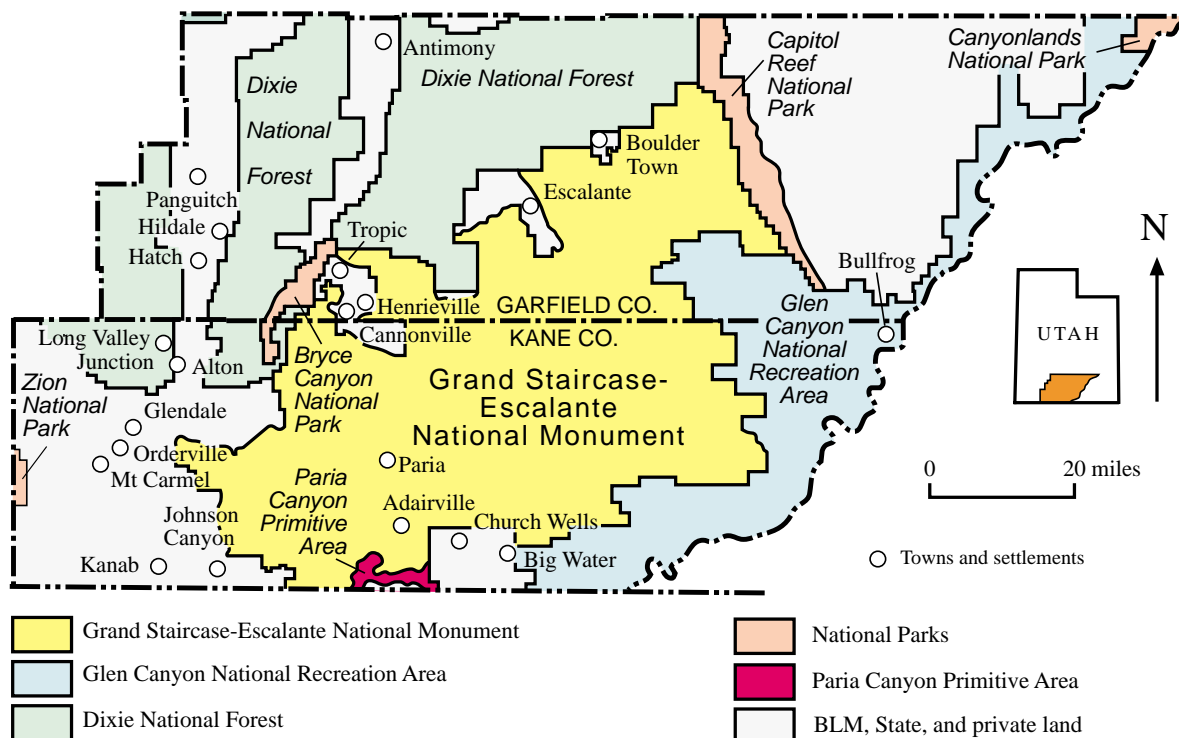 Antimony
Dixie
National
Forest
Dixie National Forest
Capitol
Reef
National
Park
Canyonlands
National Park
Boulder
Town
Panguitch
Escalante
Hildale
Hatch
Tropic
Bullfrog
N
Henrieville
GARFIELD CO.
Cannonville
KANE CO.
Glen
Canyon
National
Recreation
Area
UTAH
Long Valley
Junction
Alton
Bryce
Canyon
National
Park
Grand Staircase-
Escalante
National Monument
Zion
National
Park
Glendale
Orderville
Mt Carmel
Paria
Paria
Canyon
Primitive
Area
Adairville
Johnson
Canyon
Church Wells
Kanab
Big Water
0
20 miles
Towns and settlements
Grand Staircase-Escalante National Monument
Glen Canyon National Recreation Area
Dixie National Forest
National Parks
Paria Canyon Primitive Area
BLM, State, and private land